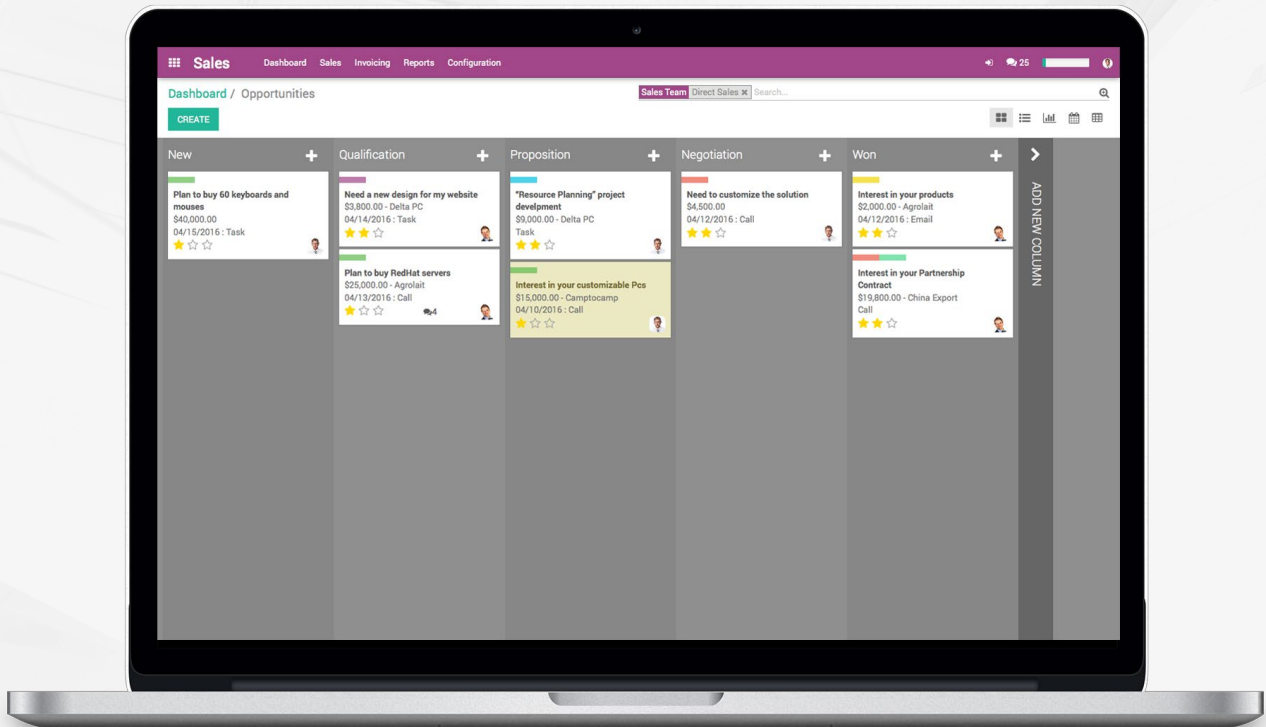 Sales Dashboard Sales Invoicing Reports Configuration 25
Dashboard / Opportunities
Sales Team Direct Sales ✖ Search...
CREATE
New
Plan to buy 60 keyboards and
mouses
$40,000.00
04/15/2016 : Task
Qualification
Need a new design for my website
$3,800.00 - Delta PC
04/14/2016 : Task
Plan to buy RedHat servers
$25,000.00 - Agrolait
04/13/2016 : Call
4
Proposition
"Resource Planning" project
develpment
$9,000.00 - Delta PC
Task
Interest in your customizable Pcs
$15,000.00 - Camptocamp
04/10/2016 : Call
Negotiation
Need to customize the solution
$4,500.00
04/12/2016 : Call
Won
Interest in your products
$2,000.00 - Agrolait
04/12/2016 : Email
Interest in your Partnership
Contract
$19,800.00 - China Export
Call
ADD NEW COLUMN